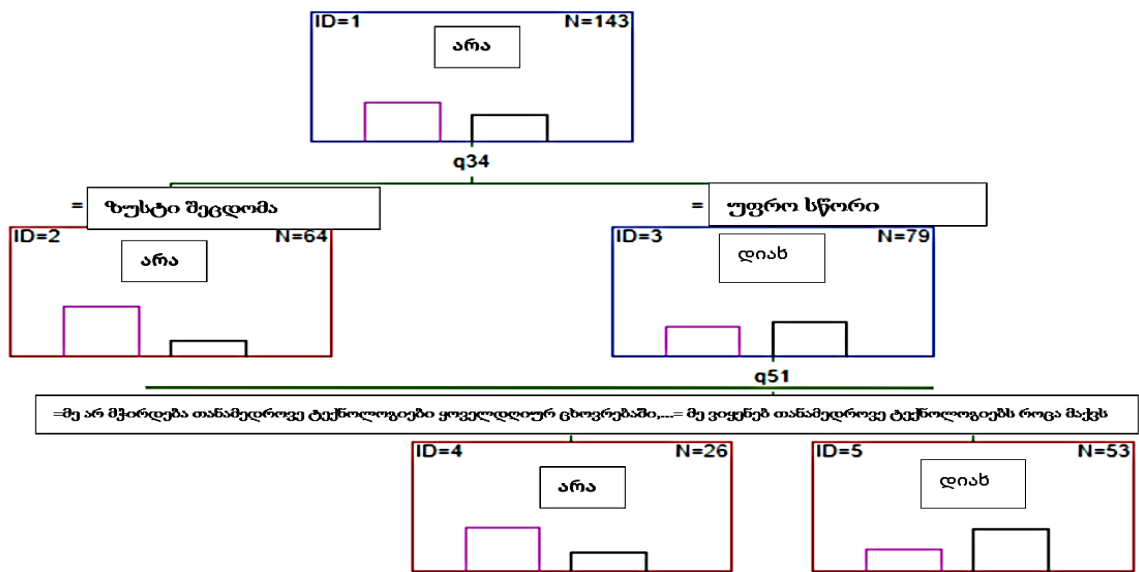 ID=1 N=143
არა
q34
= ზუსტი შეცდომა = უფრო სწორი
ID=2 N=64 ID=3 N=79
არა დიახ
q51
=მე არ მჭირდება თანამედროვე ტექნოლოგიები ყოველდღიურ ცხოვრებაში,...= მე ვიყენებ თანამედროვე ტექნოლოგიებს როცა მაქვს
ID=4 N=26 ID=5 N=53
არა დიახ